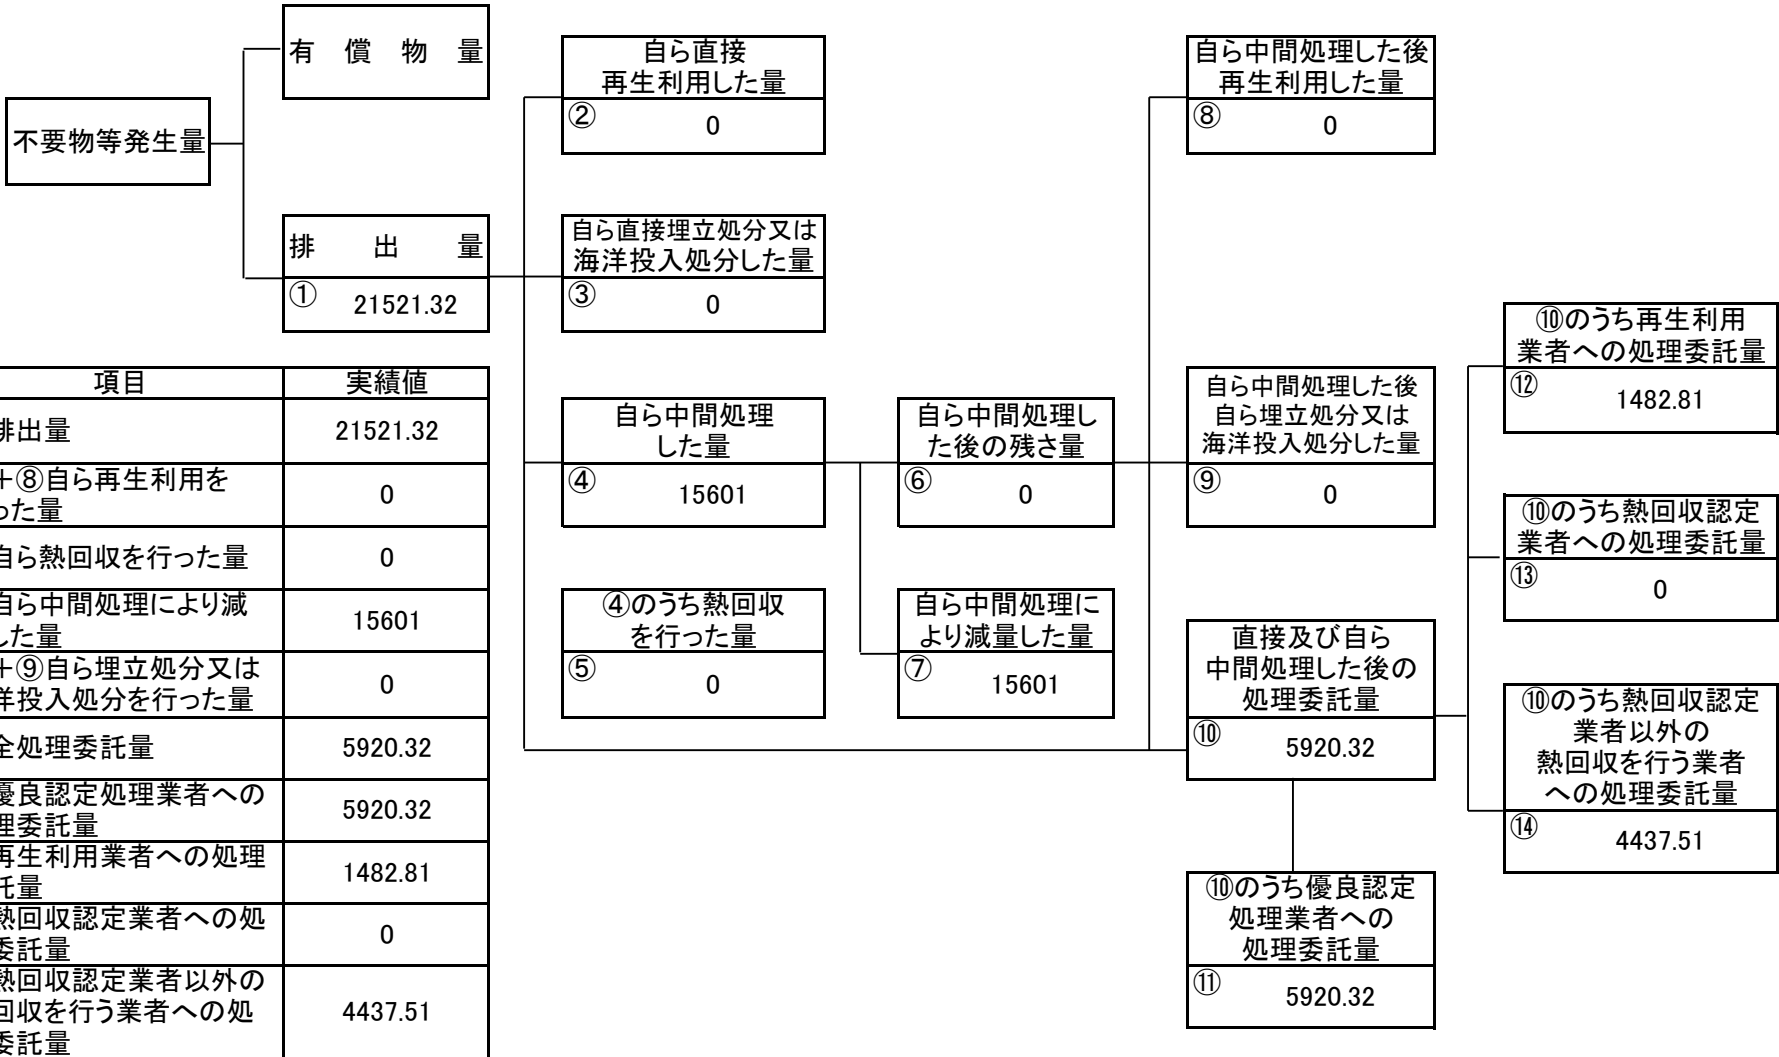 有償物量
不要物等発生量
排出量
① 21521.32
自ら直接
再生利用した量
② 0
自ら直接埋立処分又は
海洋投入処分した量
③ 0
自ら中間処理
した量
④ 15601
④のうち熱回収
を行った量
⑤ 0
自ら中間処理し
た後の残さ量
⑥ 0
自ら中間処理に
より減量した量
⑦ 15601
自ら中間処理した後
再生利用した量
⑧ 0
自ら中間処理した後
自ら埋立処分又は
海洋投入処分した量
⑨ 0
直接及び自ら
中間処理した後の
処理委託量
⑩ 5920.32
⑩のうち優良認定
処理業者への
処理委託量
⑪ 5920.32
⑩のうち再生利用
業者への処理委託量
⑫ 1482.81
⑩のうち熱回収認定
業者への処理委託量
⑬ 0
⑩のうち熱回収認定
業者以外の
熱回収を行う業者
への処理委託量
⑭ 4437.51
項目 実績値
排出量 21521.32
+⑧自ら再生利用を
った量
0
自ら熱回収を行った量 0
自ら中間処理により減
した量
15601
+⑨自ら埋立処分又は
洋投入処分を行った量
0
全処理委託量 5920.32
優良認定処理業者への
理委託量
5920.32
再生利用業者への処理
託量
1482.81
熱回収認定業者への処
委託量
0
熱回収認定業者以外の
回収を行う業者への処
委託量
4437.51